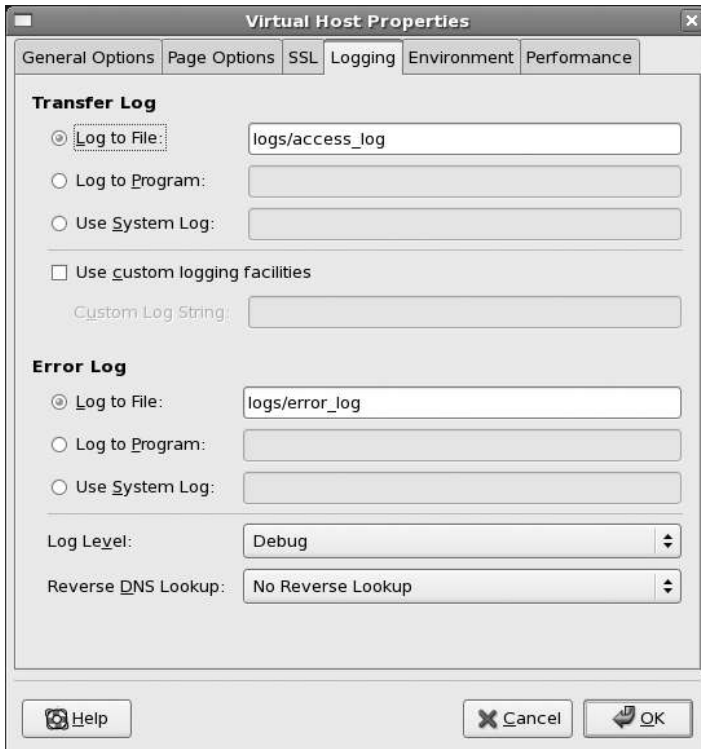 Virtual Host Properties
General Options Page Options SSL Logging Environment Performance
Transfer Log
Log to File: logs/access_log
Log to Program:
Use System Log:
Use custom logging facilities
Custom Log String:
Error Log
Log to File: logs/error_log
Log to Program:
Use System Log:
Log Level: Debug
Reverse DNS Lookup: No Reverse Lookup
Help Cancel OK